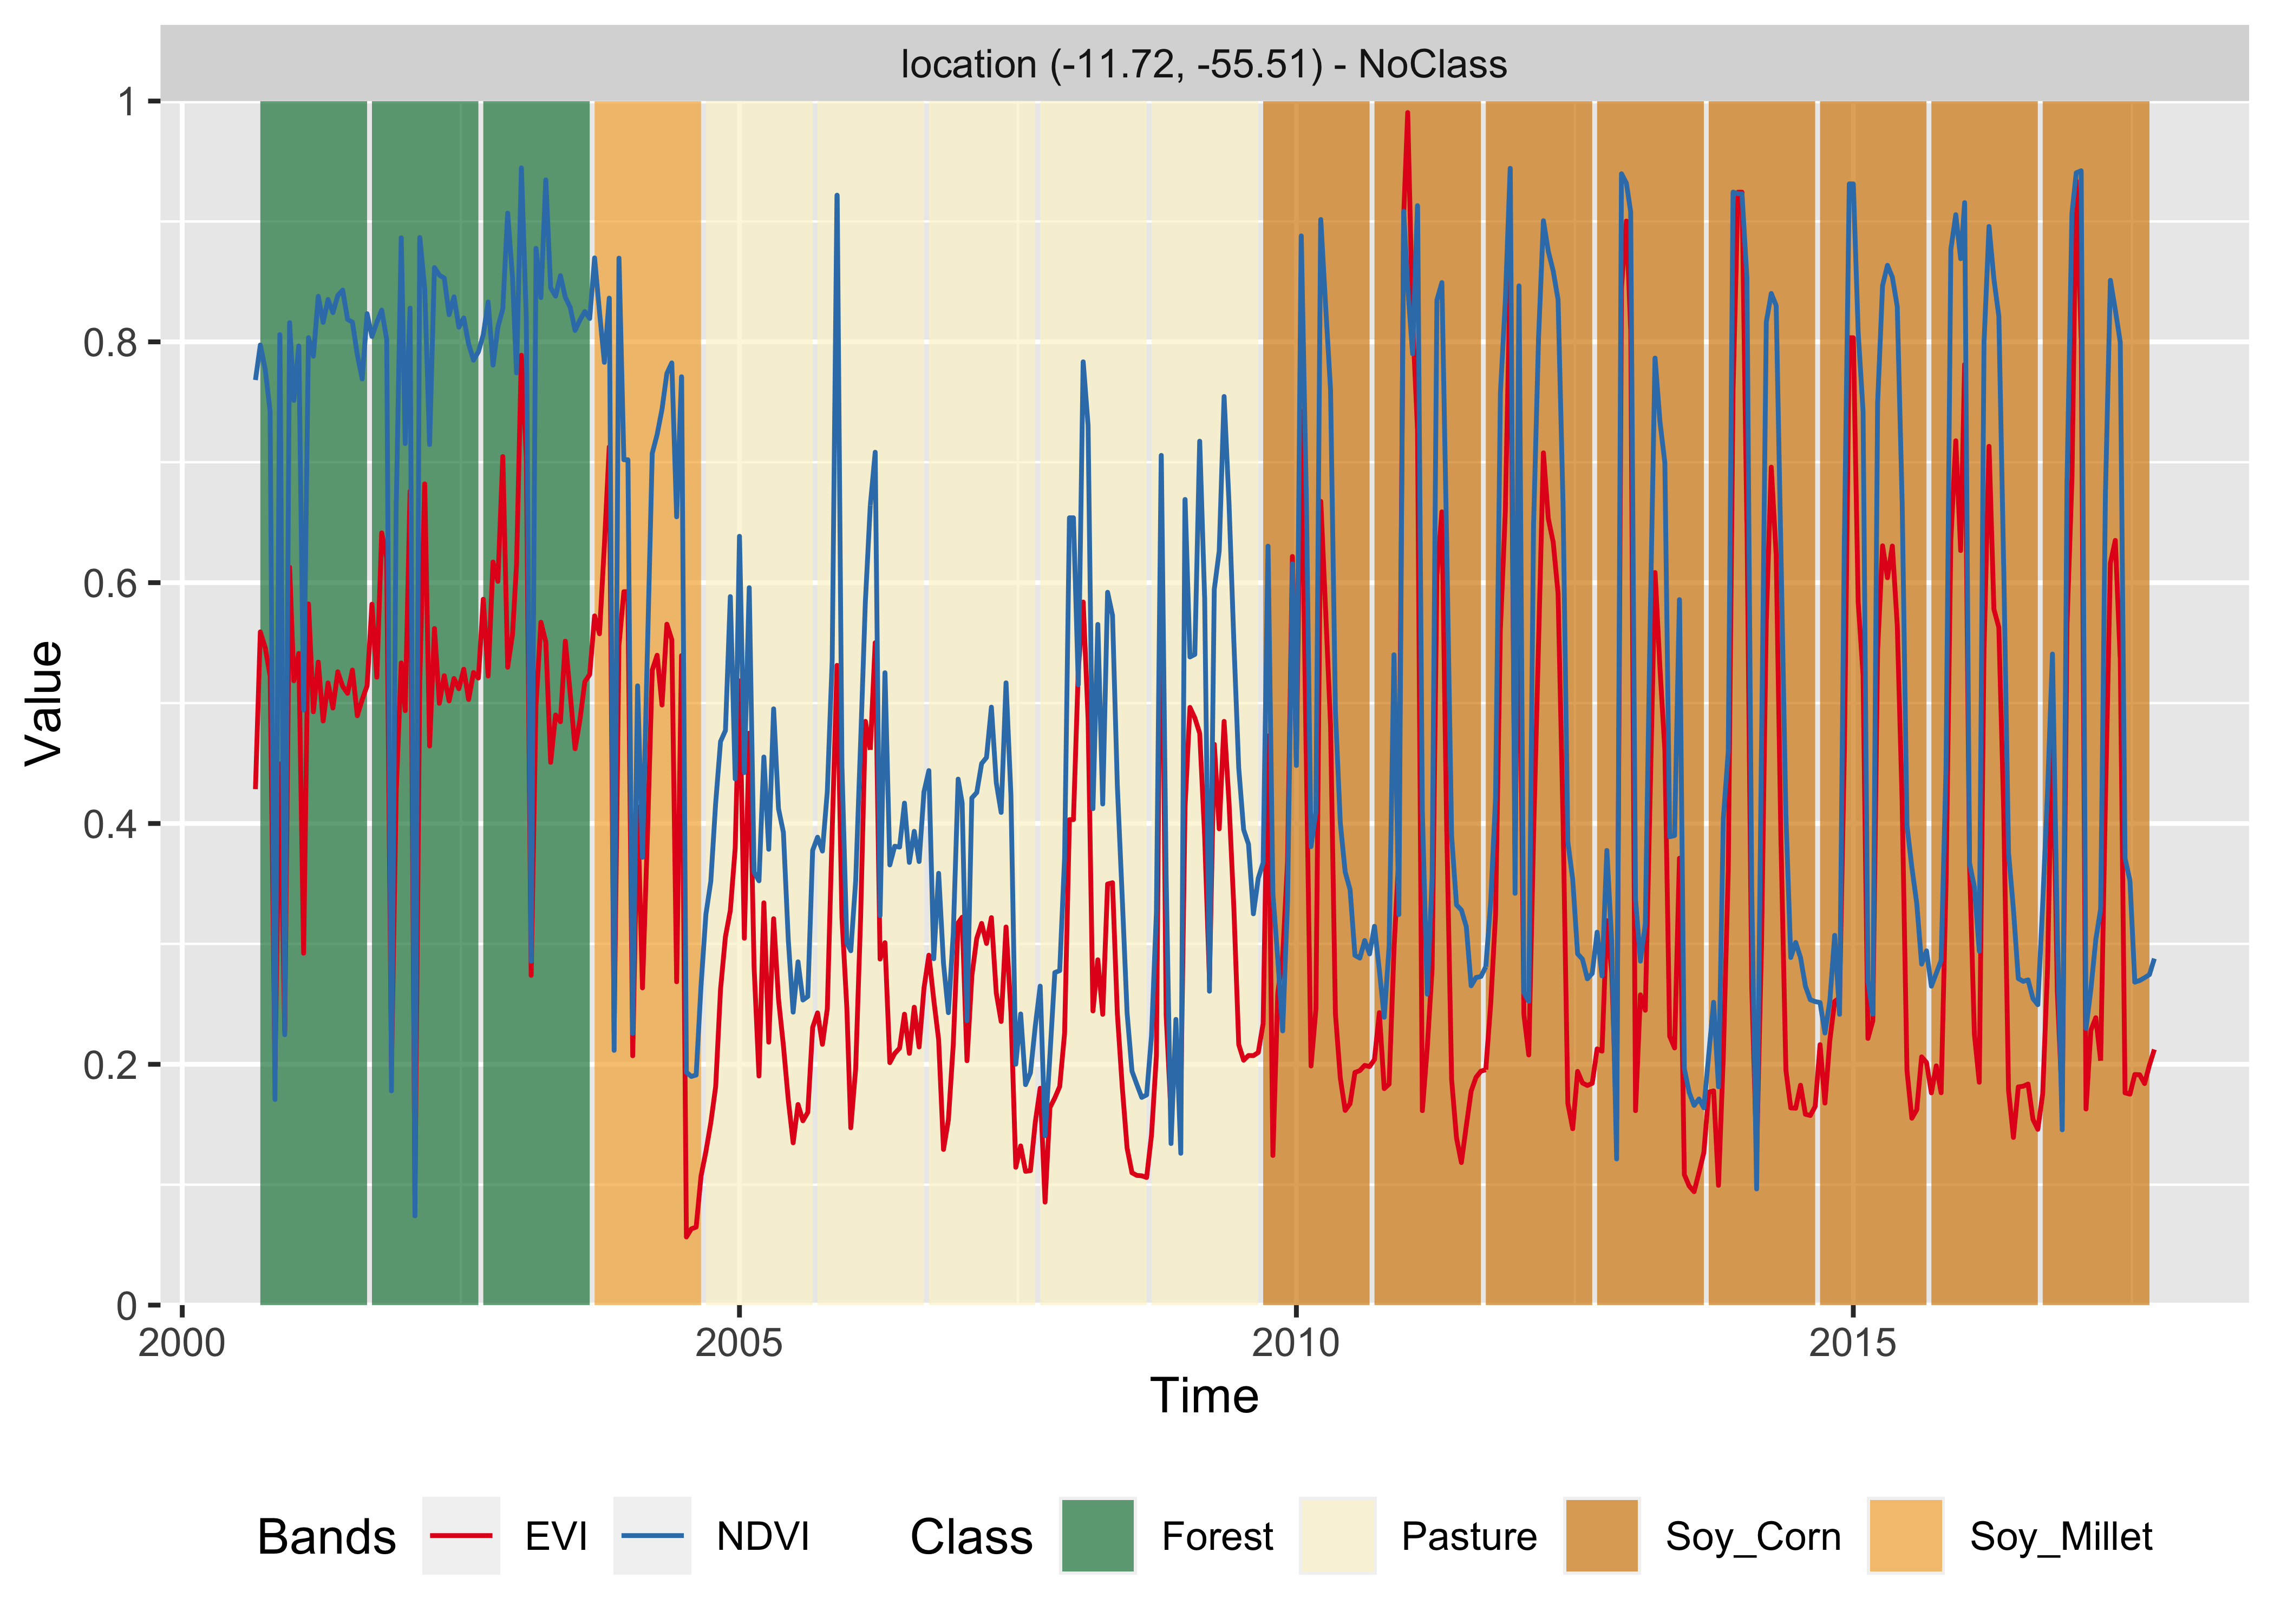 location (-11.72, -55.51) - NoClass
1
0.8
0.6
0.4
0.2
0
Value
2000 2005 2010 2015
Time
Bands EVI NDVI Class Forest Pasture Soy_Corn Soy_Millet